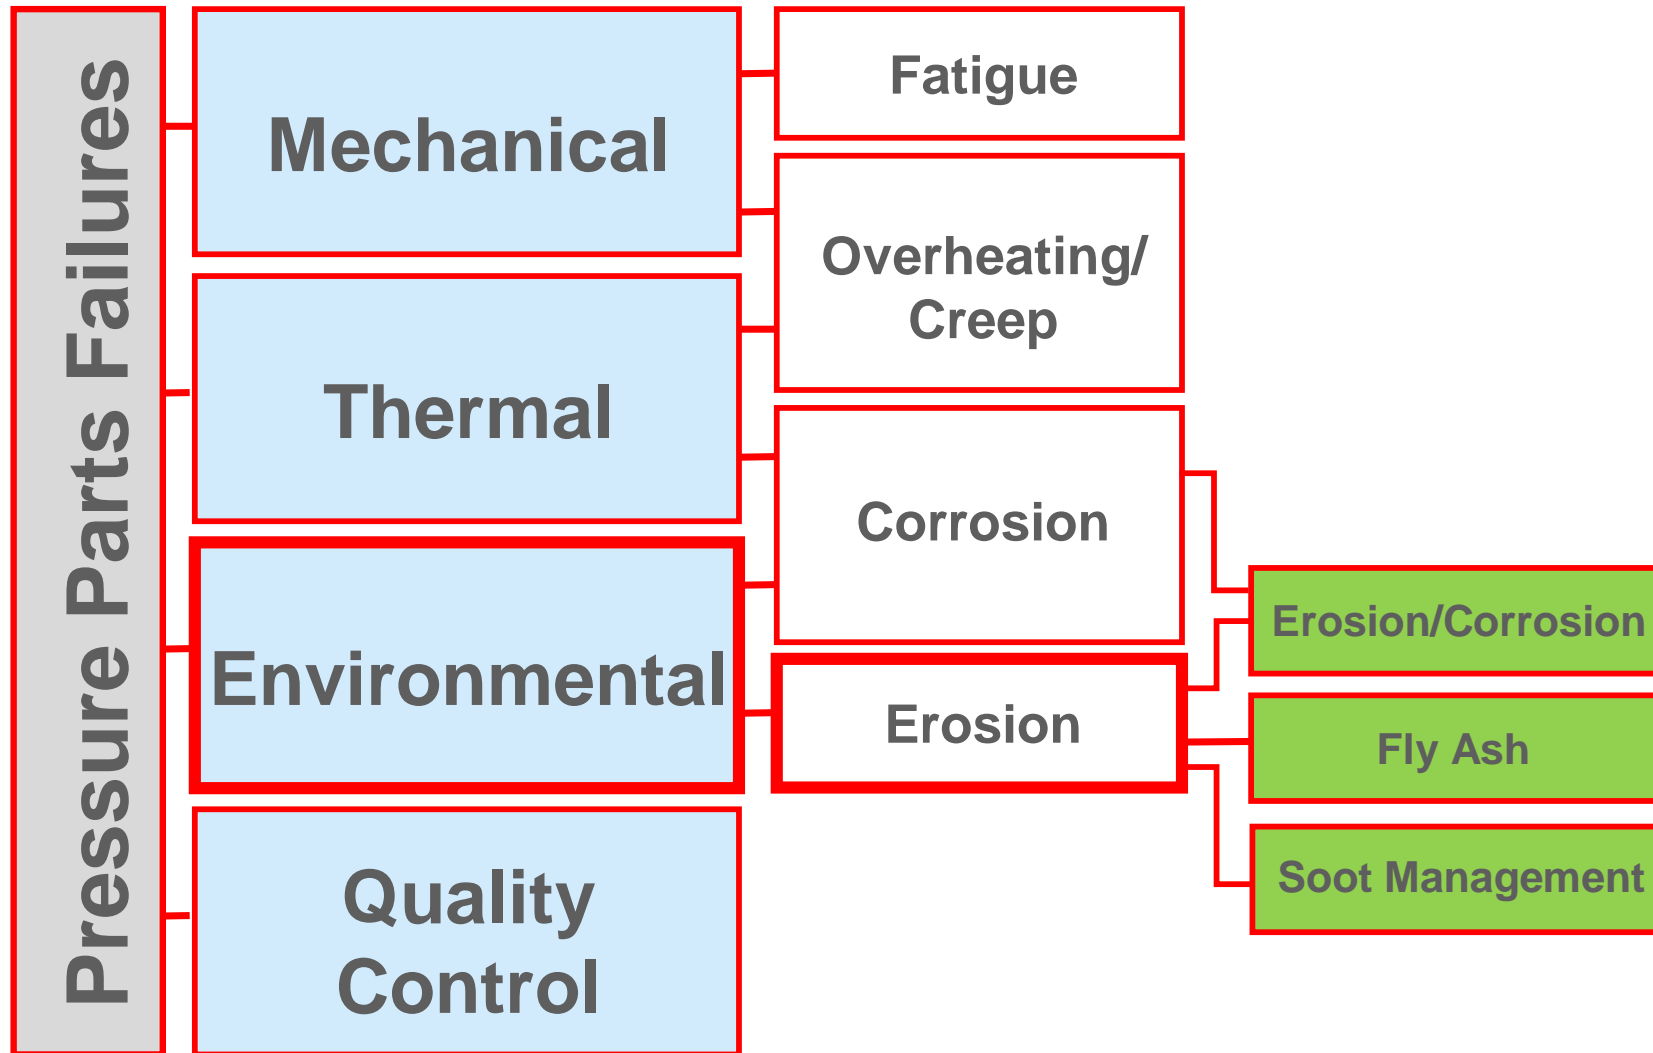 Pressure Parts Failures
Mechanical
Thermal
Environmental
Quality
Control
Fatigue
Overheating/
Creep
Corrosion
Erosion
Erosion/Corrosion
Fly Ash
Soot Management